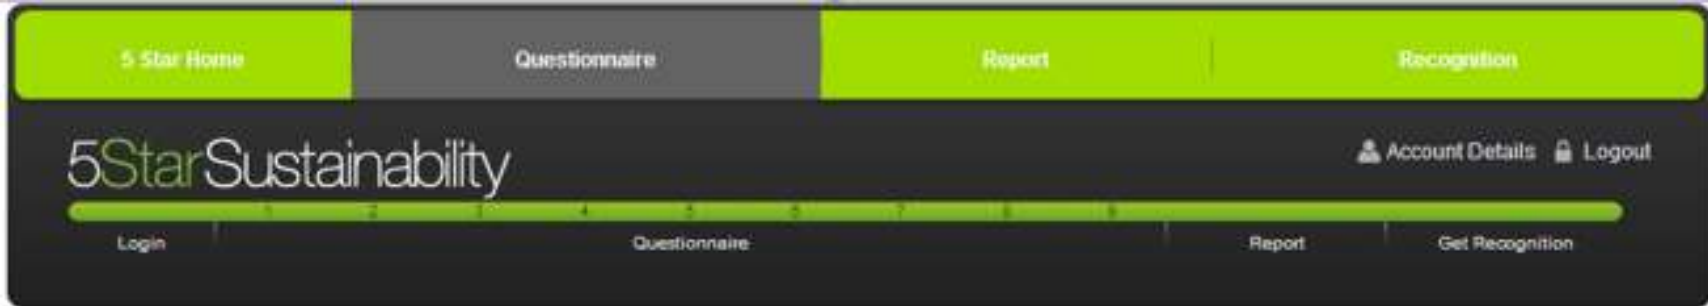 5 Star Home Questionnaire Report Recognition
5StarSustainability
Account Details Logout
1 2 3 4 5 6 7 8 9
Login Questionnaire Report Get Recognition